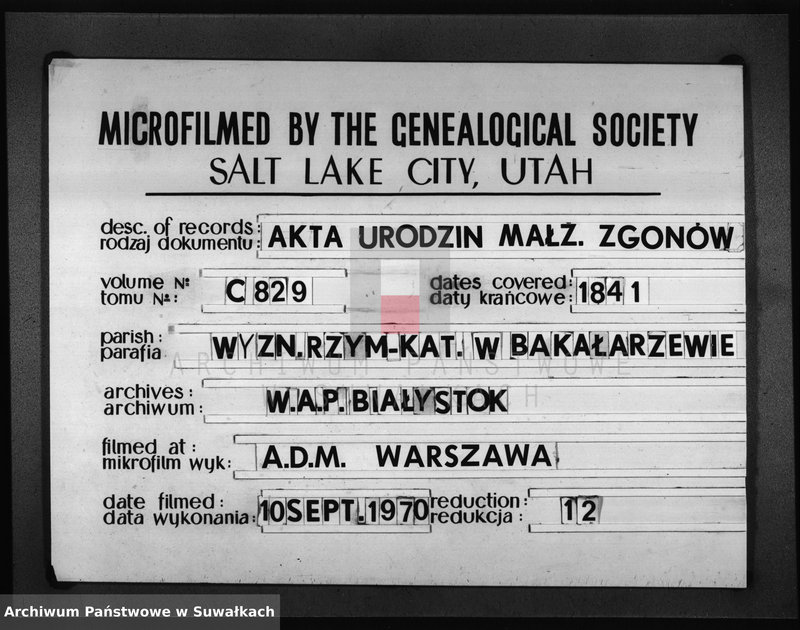 MICROFILMED BY THE GENEALOGICAL SOCIETY
SALT LAKE CITY, UTAH
desc. of records:
rodzaj dokumentu: AKTA URODZIN MAŁŻ. ZGONÓW
volume №
tomu №: C 829
dates covered:
daty krańcowe: 1841
parish:
parafia WYZN.RZYM-KAT. W BAKAŁARZEWIE
archives:
archiwum: W.A.P. BIAŁYSTOK
filmed at:
mikrofilm wyk: A.D.M. WARSZAWA
date filmed:
data wykonania: 10 SEPT. 1970
reduction:
redukcja: 12
ARCHIWUM PAŃSTWOWE
Archiwum Państwowe w Suwałkach